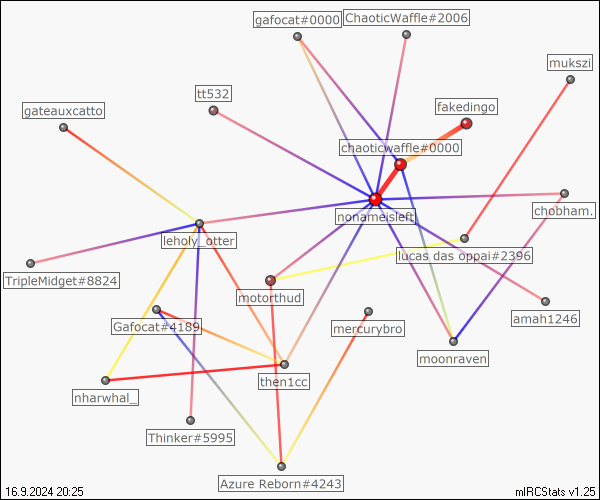 gafocat#0000
ChaoticWaffle#2006
mukszi
tt532
fakedingo
gateauxcatto
chaoticwaffle#0000
nonameisleft
chobham.
leholy_otter
lucas das oppai#2396
TripleMidget#8824
motorthud
amah1246
Gafocat#4189
mercurybro
moonraven
then1cc
nharwhal_
Thinker#5995
Azure Reborn#4243
16.9.2024 20:25
mIRCStats v1.25